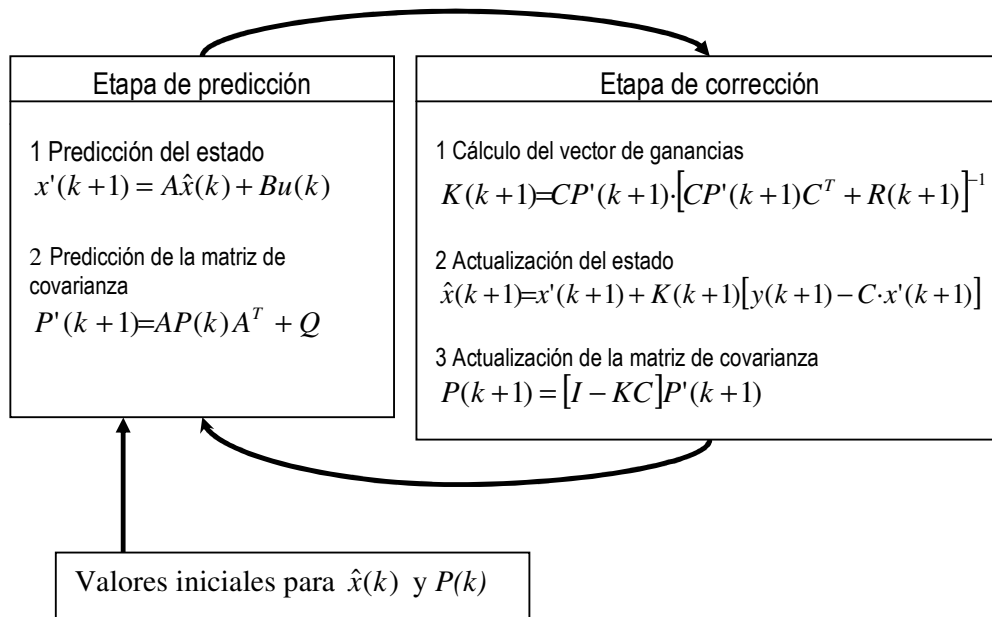 Etapa de predicción
1 Predicción del estado
x'(k+1) = Ax̂(k) + Bu(k)
2 Predicción de la matriz de
covarianza
P'(k+1)=AP(k)A^T + Q
Etapa de corrección
1 Cálculo del vector de ganancias
K(k+1)=CP'(k+1)·[CP'(k+1)C^T + R(k+1)]^-1
2 Actualización del estado
x̂(k+1)=x'(k+1) + K(k+1)[y(k+1) − C·x'(k+1)]
3 Actualización de la matriz de covarianza
P(k+1) = [I − KC]P'(k+1)
Valores iniciales para x̂(k) y P(k)